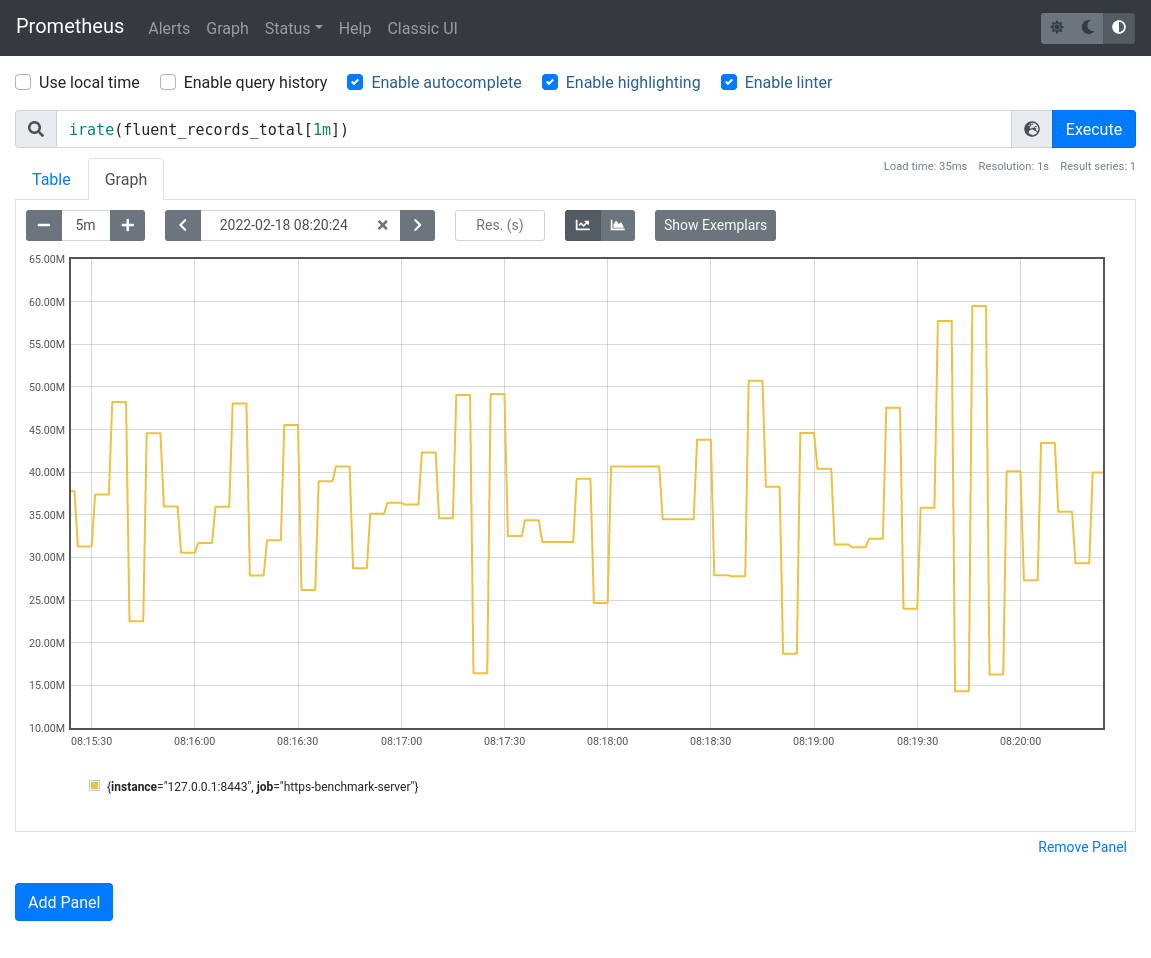 Prometheus Alerts Graph Status Help Classic UI
Use local time Enable query history Enable autocomplete Enable highlighting Enable linter
irate(fluent_records_total[1m]) Execute
Table Graph
Load time: 35ms Resolution: 1s Result series: 1
5m 2022-02-18 08:20:24 Res. (s) Show Exemplars
65.00M
60.00M
55.00M
50.00M
45.00M
40.00M
35.00M
30.00M
25.00M
20.00M
15.00M
10.00M
08:15:30 08:16:00 08:16:30 08:17:00 08:17:30 08:18:00 08:18:30 08:19:00 08:19:30 08:20:00
{instance="127.0.0.1:8443", job="https-benchmark-server"}
Remove Panel
Add Panel